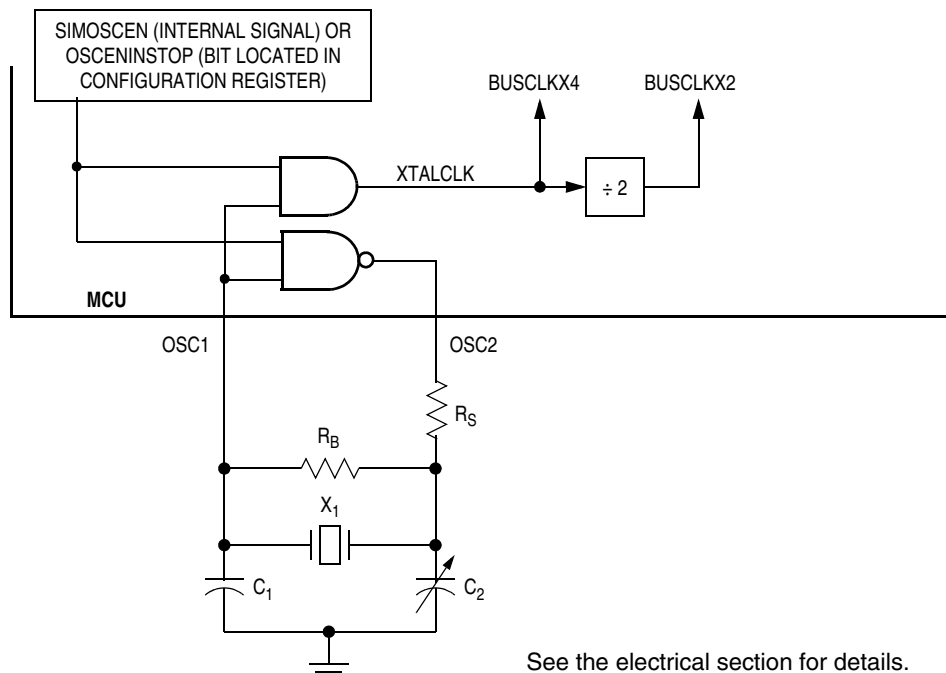 SIMOSCEN (INTERNAL SIGNAL) OR
OSCENINSTOP (BIT LOCATED IN
CONFIGURATION REGISTER)
BUSCLKX4
BUSCLKX2
XTALCLK
÷ 2
MCU
OSC1
OSC2
RS
RB
X1
C1
C2
See the electrical section for details.